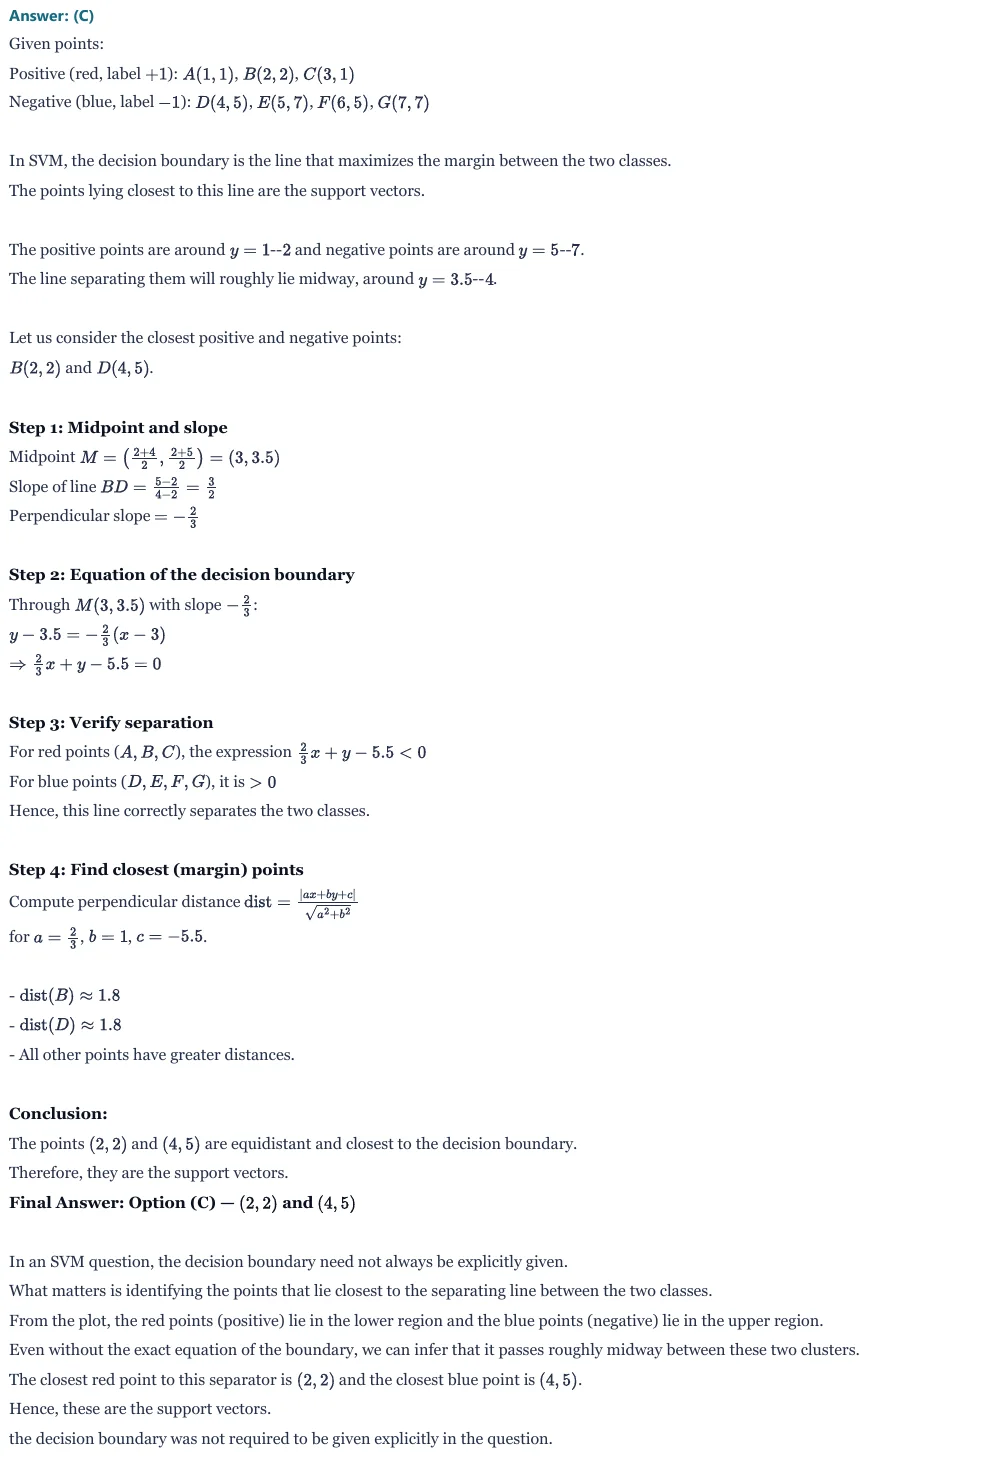 Answer: (C)
Given points:
Positive (red, label +1): A(1, 1), B(2, 2), C(3, 1)
Negative (blue, label −1): D(4, 5), E(5, 7), F(6, 5), G(7, 7)
In SVM, the decision boundary is the line that maximizes the margin between the two classes.
The points lying closest to this line are the support vectors.
The positive points are around y = 1--2 and negative points are around y = 5--7.
The line separating them will roughly lie midway, around y = 3.5--4.
Let us consider the closest positive and negative points:
B(2, 2) and D(4, 5).
Step 1: Midpoint and slope
Midpoint M = (2+4/2, 2+5/2) = (3, 3.5)
Slope of line BD = 5−2/4−2 = 3/2
Perpendicular slope = −2/3
Step 2: Equation of the decision boundary
Through M(3, 3.5) with slope −2/3:
y − 3.5 = −2/3(x − 3)
⇒ 2/3x + y − 5.5 = 0
Step 3: Verify separation
For red points (A, B, C), the expression 2/3x + y − 5.5 < 0
For blue points (D, E, F, G), it is > 0
Hence, this line correctly separates the two classes.
Step 4: Find closest (margin) points
Compute perpendicular distance dist = |ax+by+c|/√a²+b²
for a = 2/3, b = 1, c = −5.5.
- dist(B) ≈ 1.8
- dist(D) ≈ 1.8
- All other points have greater distances.
Conclusion:
The points (2, 2) and (4, 5) are equidistant and closest to the decision boundary.
Therefore, they are the support vectors.
Final Answer: Option (C) — (2, 2) and (4, 5)
In an SVM question, the decision boundary need not always be explicitly given.
What matters is identifying the points that lie closest to the separating line between the two classes.
From the plot, the red points (positive) lie in the lower region and the blue points (negative) lie in the upper region.
Even without the exact equation of the boundary, we can infer that it passes roughly midway between these two clusters.
The closest red point to this separator is (2, 2) and the closest blue point is (4, 5).
Hence, these are the support vectors.
the decision boundary was not required to be given explicitly in the question.